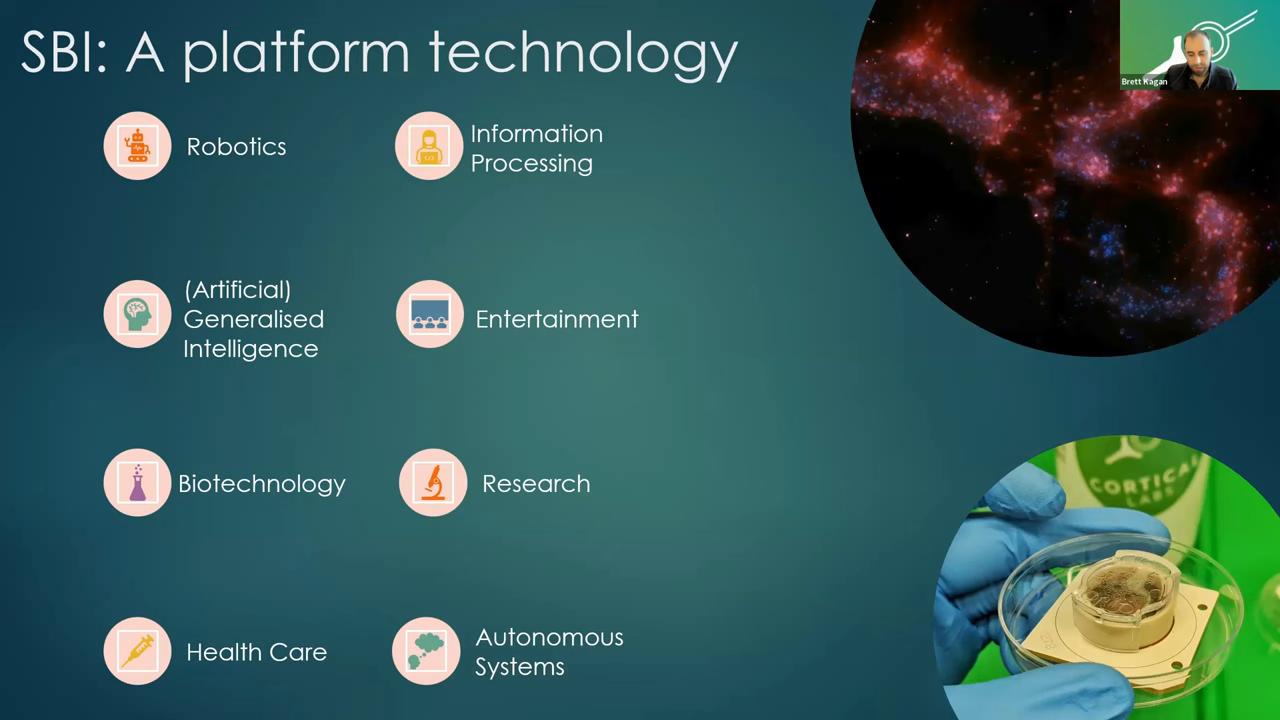 SBI: A platform technology
Brett Kagan
Robotics
Information
Processing
(Artificial)
Generalised
Intelligence
Entertainment
Biotechnology
Research
CORTICAL
LABS
Health Care
Autonomous
Systems